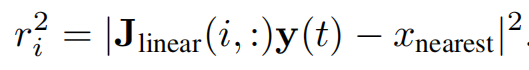 r_i^2 = |J_linear(i,:)y(t) − x_nearest|^2.